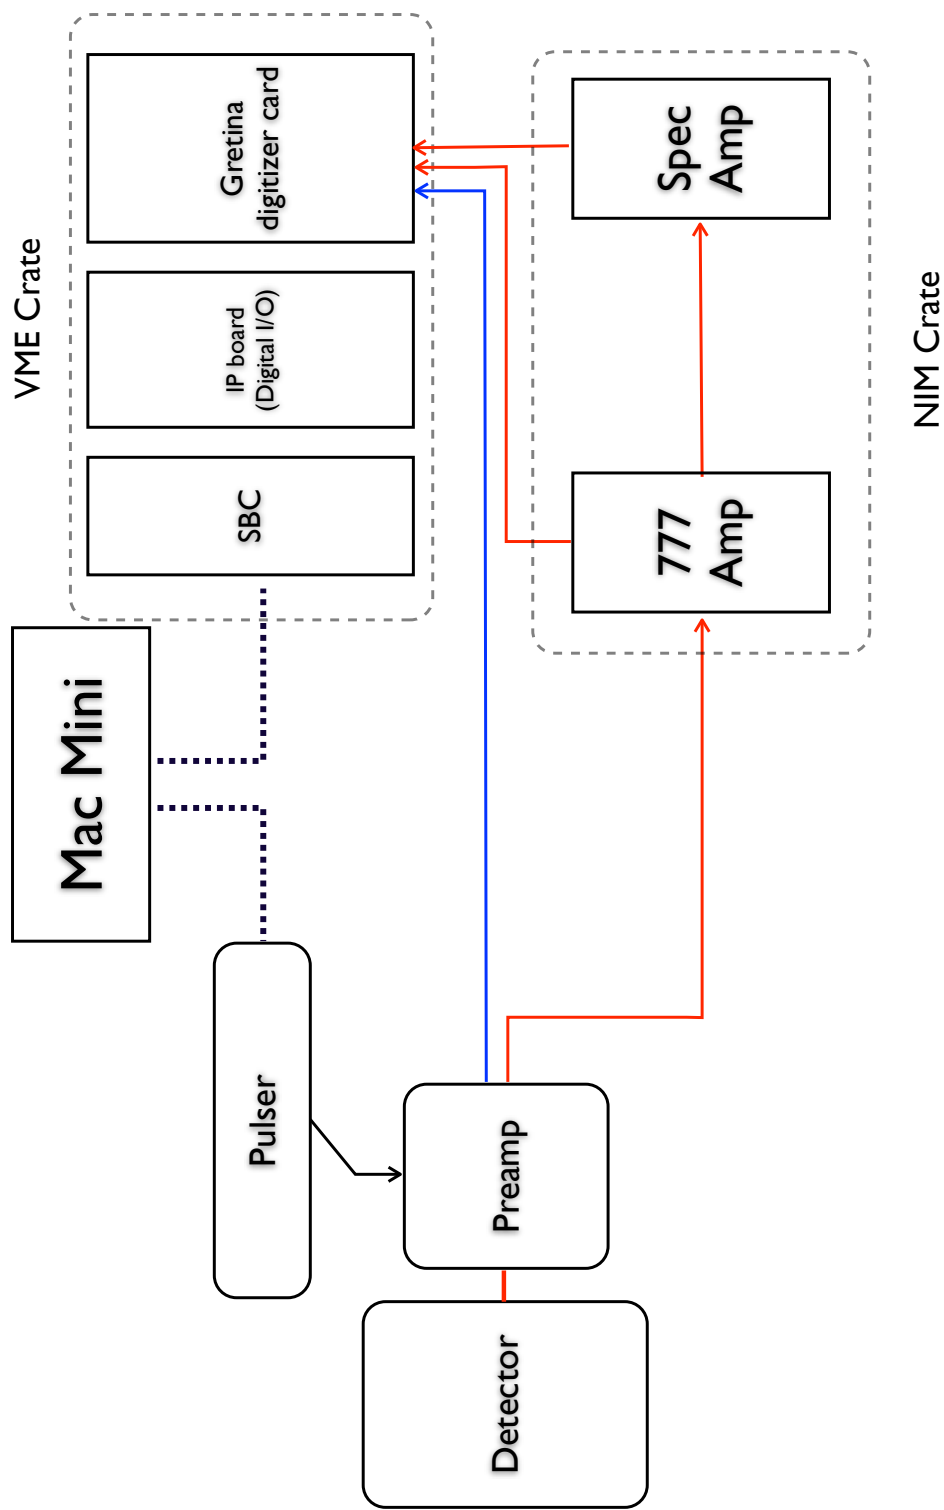 VME Crate
Mac Mini
SBC
IP board
(Digital I/O)
Gretina
digitizer card
Pulser
Detector
Preamp
777
Amp
Spec
Amp
NIM Crate